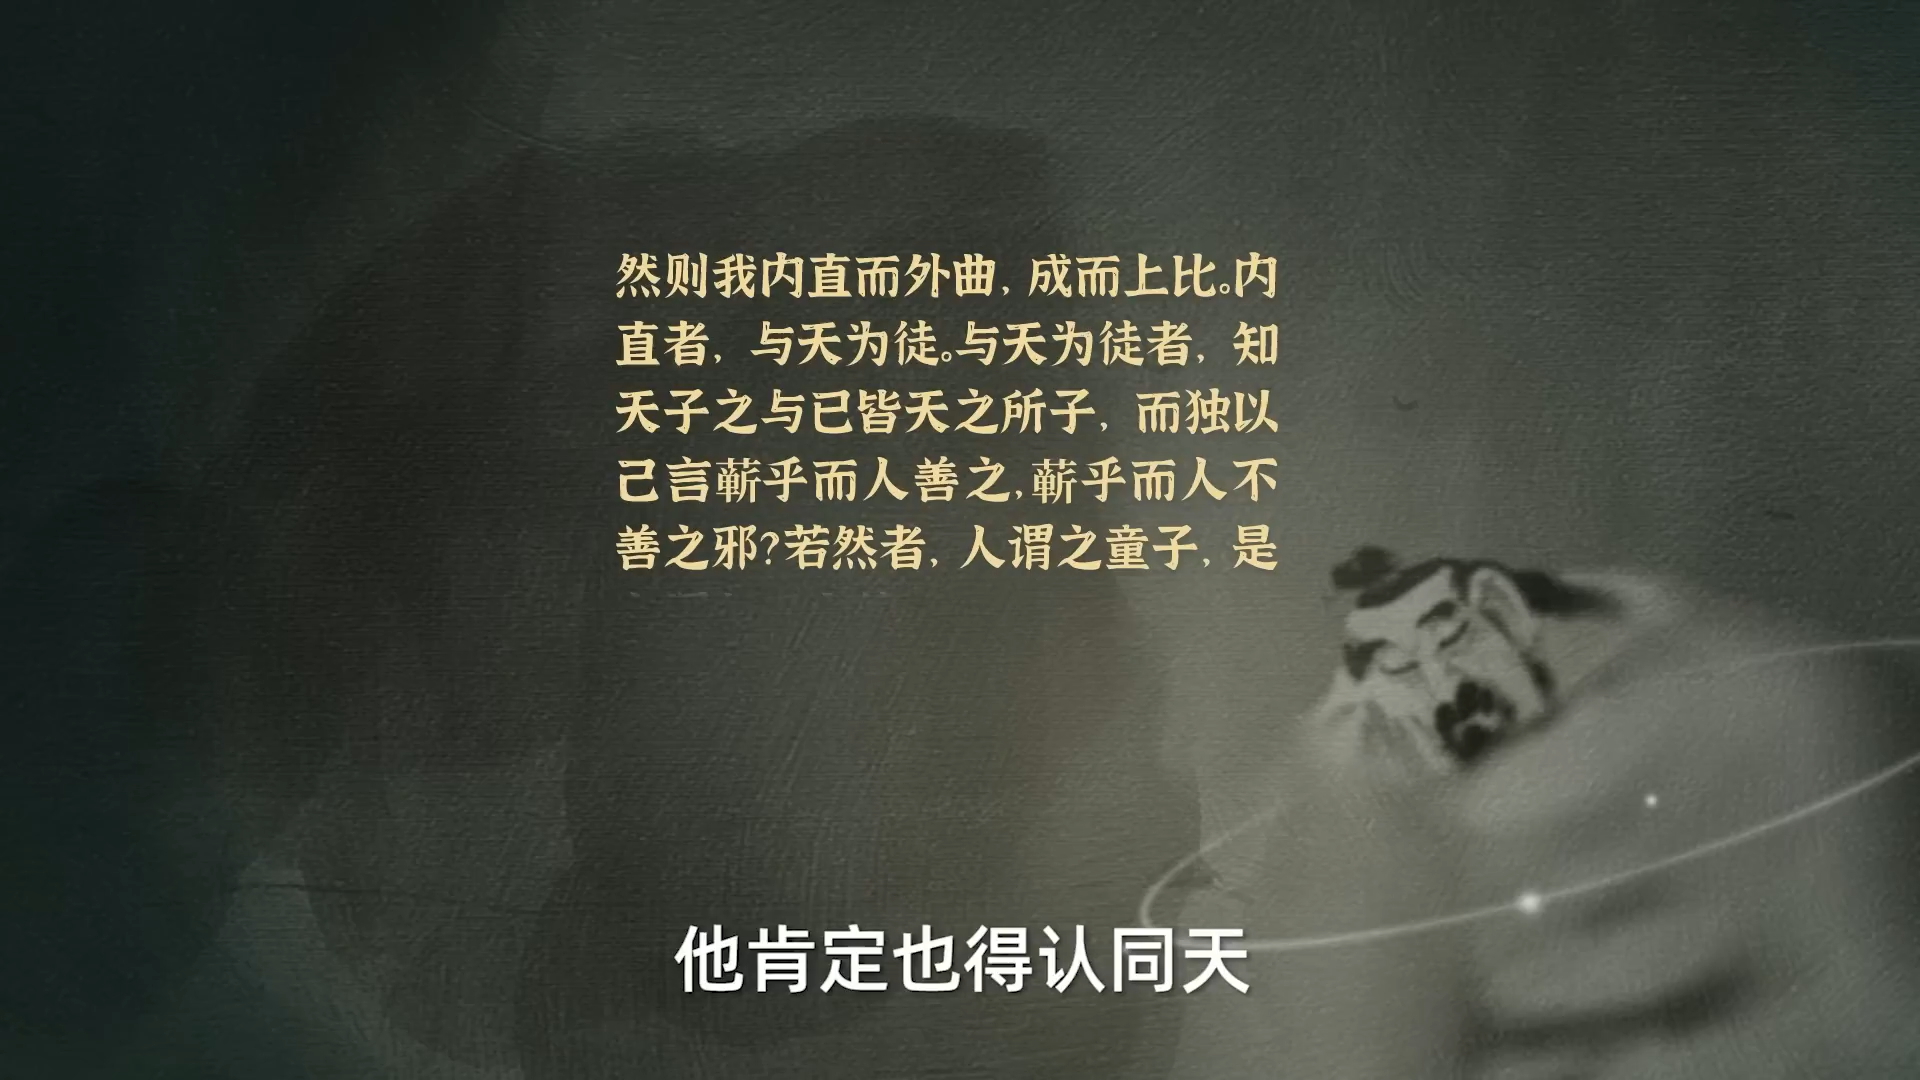 然则我内直而外曲，成而上比。内
直者，与天为徒。与天为徒者，知
天子之与已皆天之所子，而独以
己言蕲乎而人善之，蕲乎而人不
善之邪？若然者，人谓之童子，是
他肯定也得认同天